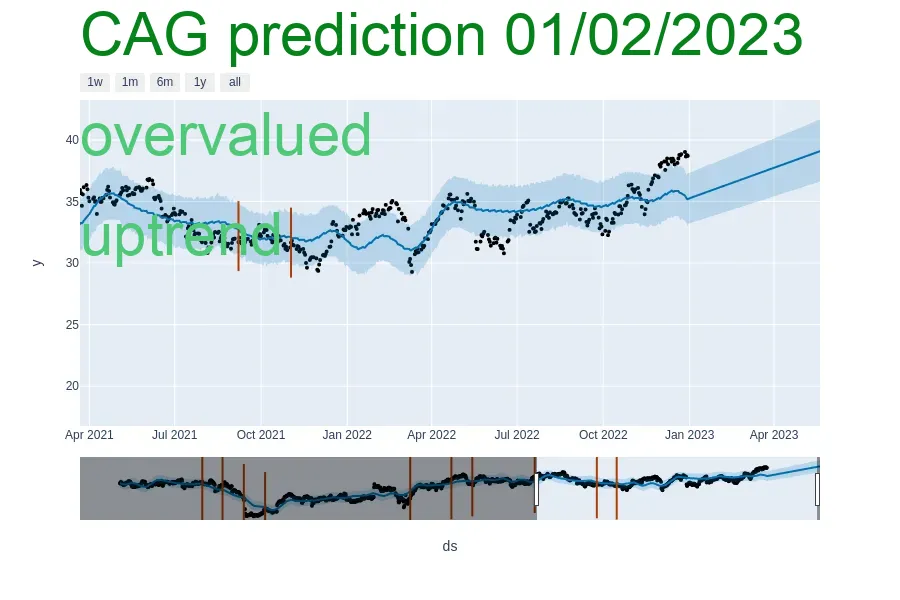 CAG prediction 01/02/2023
1w 1m 6m 1y all
overvalued
uptrend
40
35
30
25
20
y
Apr 2021 Jul 2021 Oct 2021 Jan 2022 Apr 2022 Jul 2022 Oct 2022 Jan 2023 Apr 2023
ds